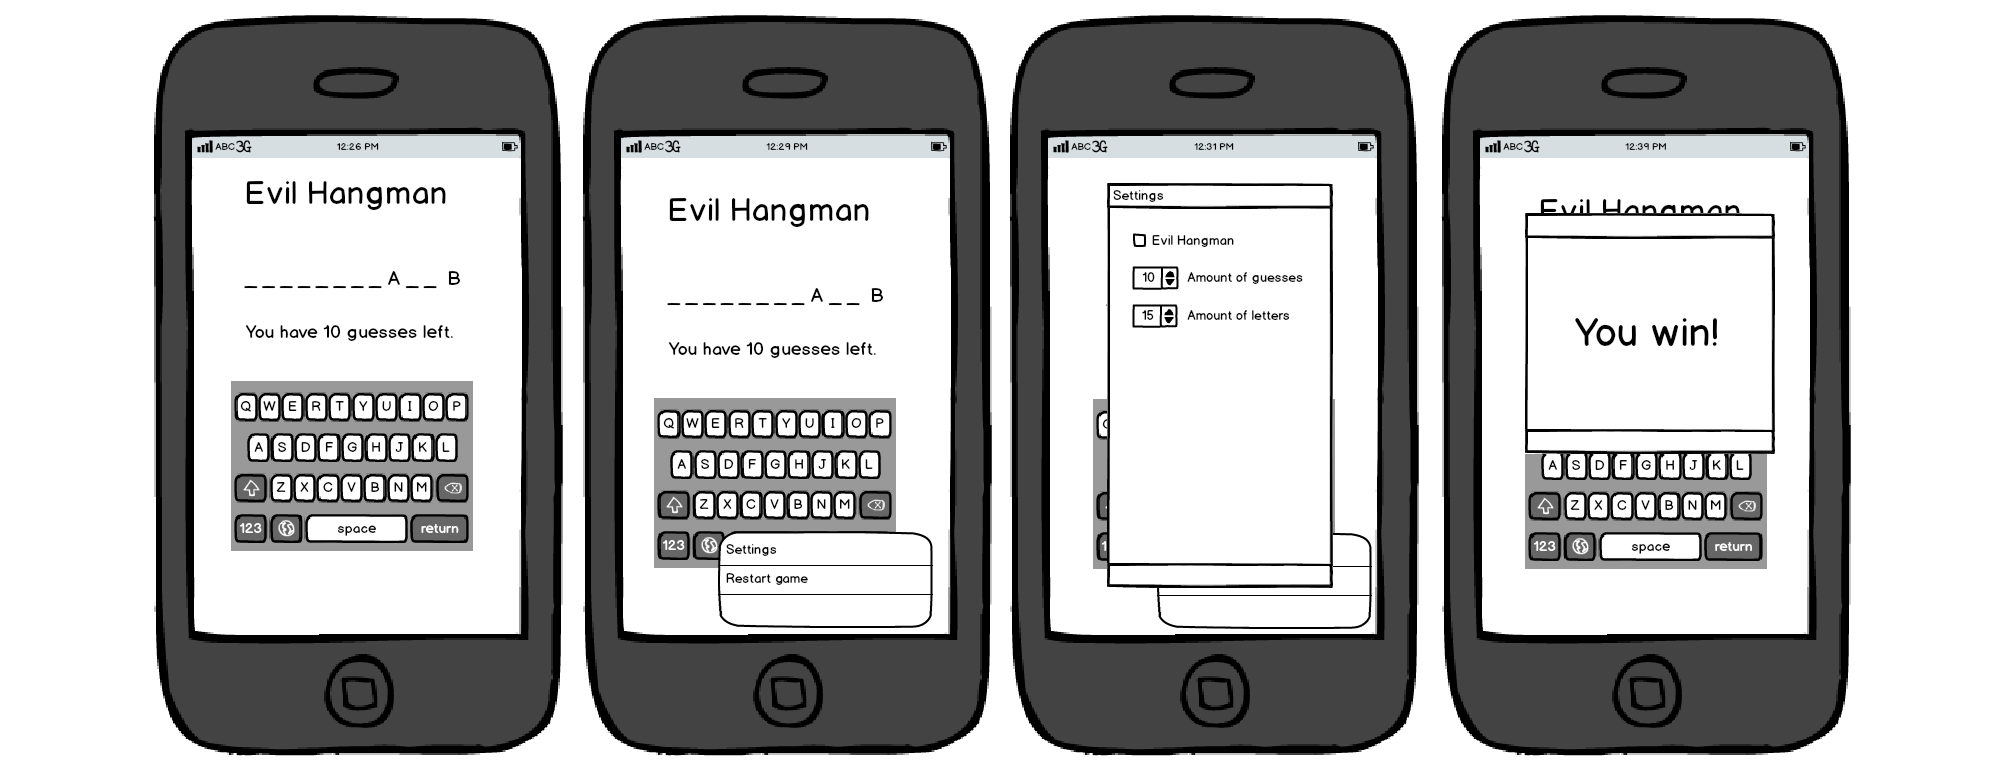 ABC 3G 12:26 PM
Evil Hangman
_ _ _ _ _ _ _ _ A _ _ B
You have 10 guesses left.
Q W E R T Y U I O P
A S D F G H J K L
Z X C V B N M
123 space return
ABC 3G 12:29 PM
Evil Hangman
_ _ _ _ _ _ _ _ A _ _ B
You have 10 guesses left.
Q W E R T Y U I O P
A S D F G H J K L
Z X C V B N M
123
Settings
Restart game
ABC 3G 12:31 PM
Settings
Evil Hangman
10 Amount of guesses
15 Amount of letters
ABC 3G 12:39 PM
Evil Hangman
You win!
A S D F G H J K L
Z X C V B N M
123 space return